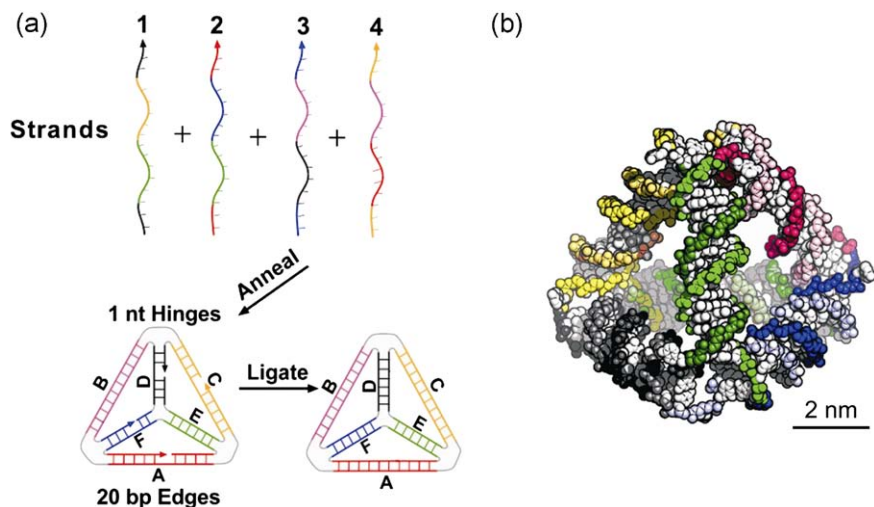 (a)
1 2 3 4
Strands + + +
Anneal
1 nt Hinges
B D C
F E
A
20 bp Edges
Ligate
B D C
F E
A
(b)
2 nm